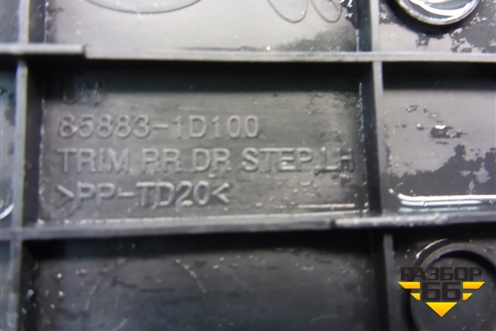 85883-1D100
TRIM RR DR STEP LH
>PP-TD20<
РАЗБОР
66